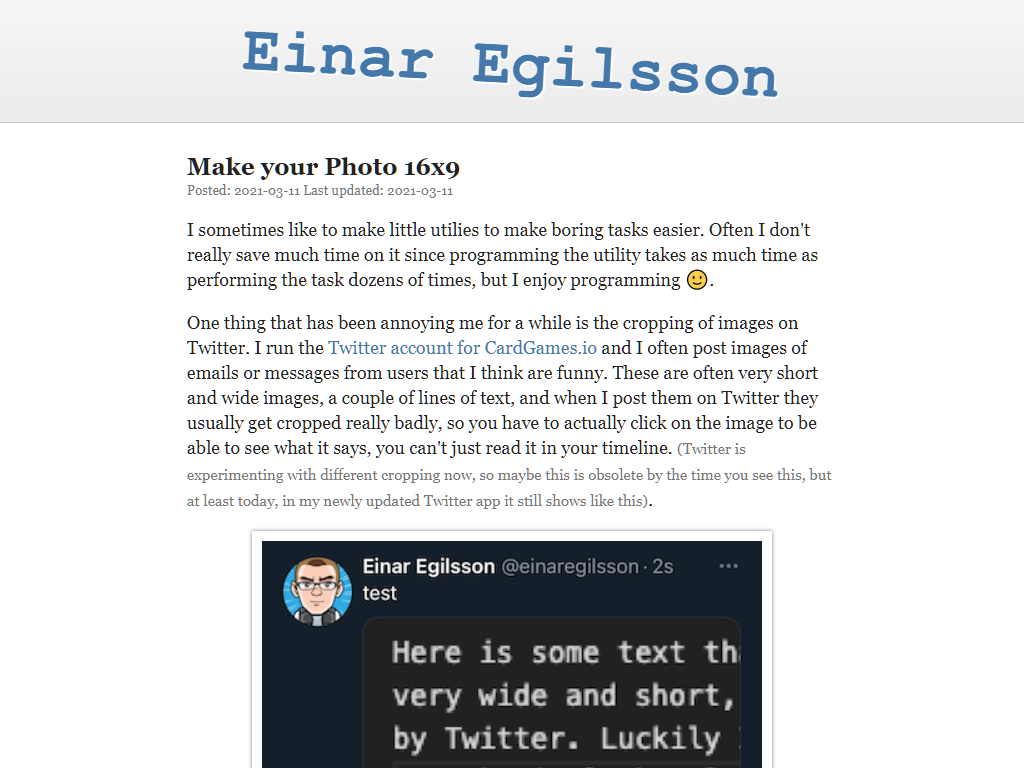 Einar Egilsson
Make your Photo 16x9
Posted: 2021-03-11 Last updated: 2021-03-11
I sometimes like to make little utilies to make boring tasks easier. Often I don't
really save much time on it since programming the utility takes as much time as
performing the task dozens of times, but I enjoy programming 🙂.
One thing that has been annoying me for a while is the cropping of images on
Twitter. I run the Twitter account for CardGames.io and I often post images of
emails or messages from users that I think are funny. These are often very short
and wide images, a couple of lines of text, and when I post them on Twitter they
usually get cropped really badly, so you have to actually click on the image to be
able to see what it says, you can't just read it in your timeline. (Twitter is
experimenting with different cropping now, so maybe this is obsolete by the time you see this, but
at least today, in my newly updated Twitter app it still shows like this).
Einar Egilsson @einaregilsson · 2s ...
test
Here is some text tha
very wide and short,
by Twitter. Luckily